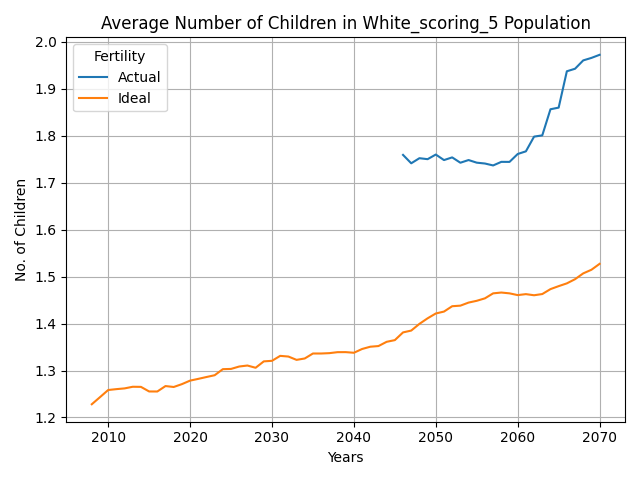 Average Number of Children in White_scoring_5 Population
2.0
1.9
1.8
1.7
1.6
1.5
1.4
1.3
1.2
No. of Children
Fertility
Actual
Ideal
2010 2020 2030 2040 2050 2060 2070
Years